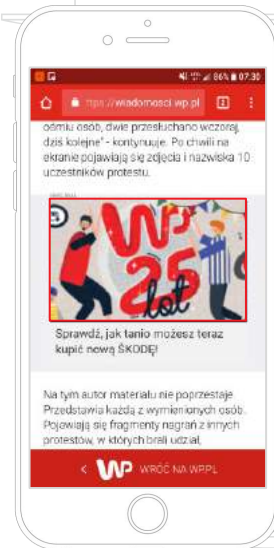 86% 07:30
https://wiadomosci.wp.pl
ośmiu osób, dwie przesłuchano wczoraj,
dziś kolejne" - kontynuuje. Po chwili na
ekranie pojawiają się zdjęcia i nazwiska 10
uczestników protestu.
WP
25
lat
Sprawdź, jak tanio możesz teraz
kupić nową ŠKODĘ!
Na tym autor materiału nie poprzestaje.
Przedstawia każdą z wymienionych osób.
Pojawiają się fragmenty nagrań z innych
protestów, w których brali udział,
< WP WRÓĆ NA WP.PL